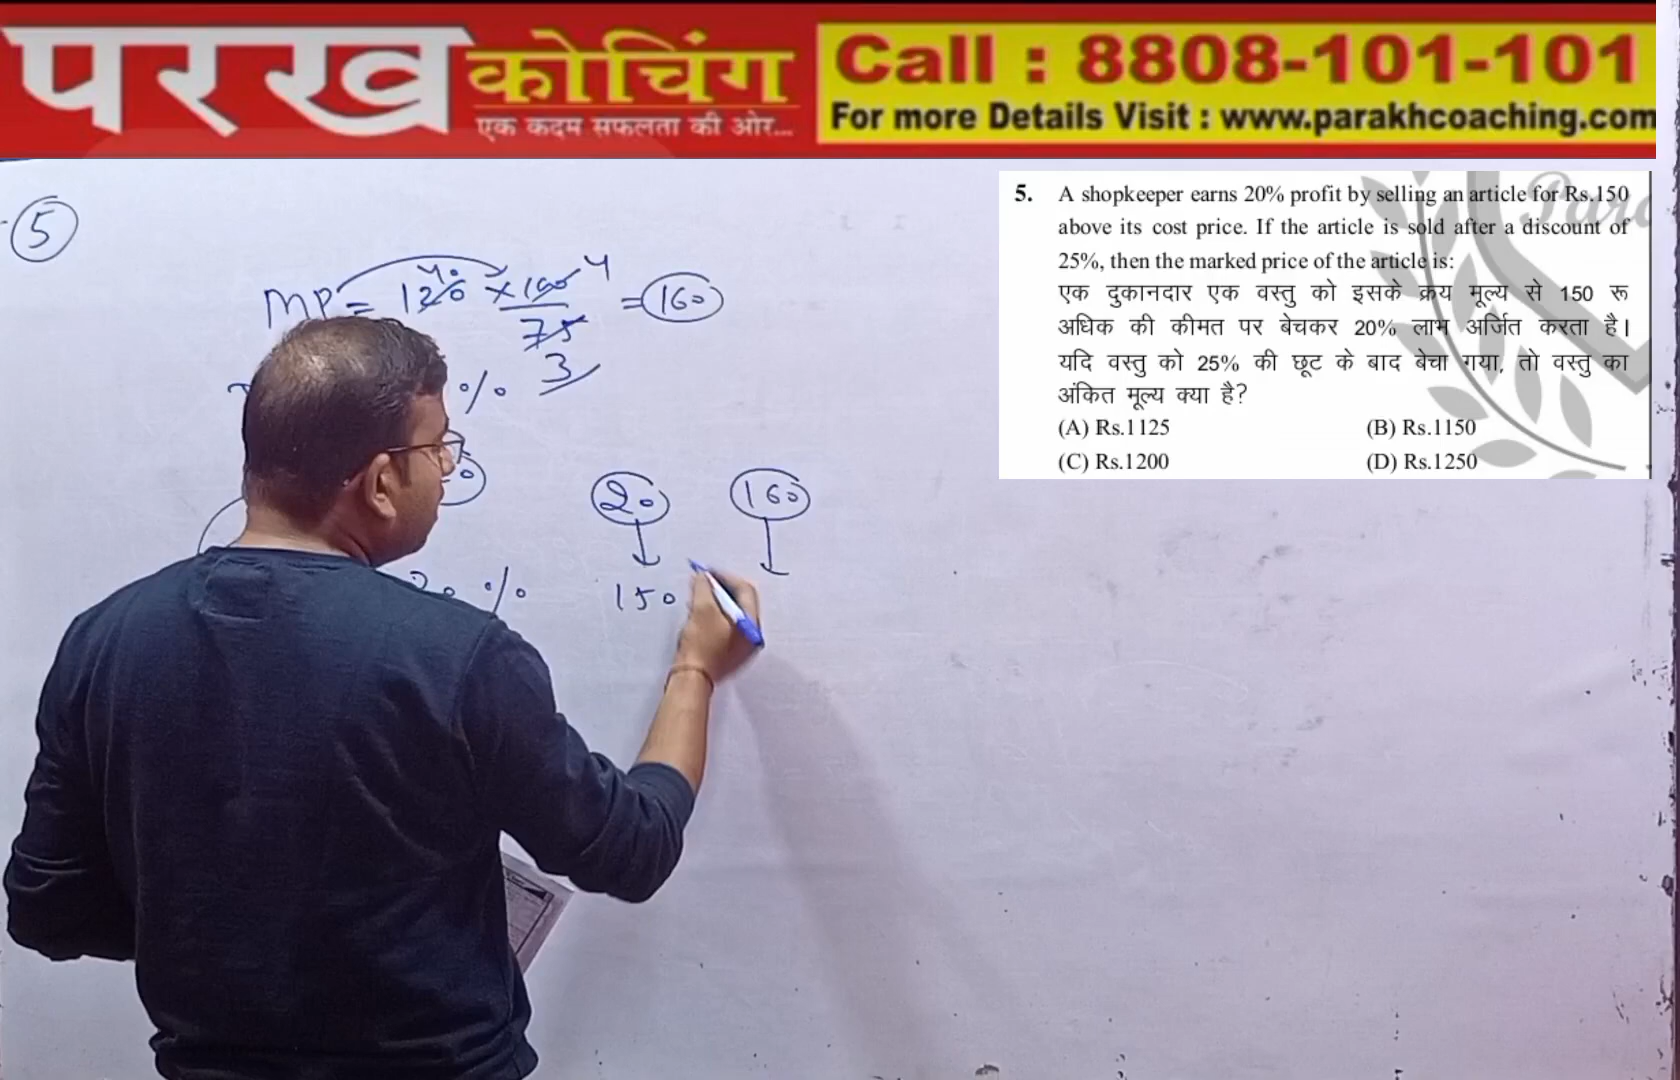 परख कोचिंग
एक कदम सफलता की ओर...
Call : 8808-101-101
For more Details Visit : www.parakhcoaching.com
5
MP = 120 × 100 4
40
75
3
= 160
%
20 160
150
%
5. A shopkeeper earns 20% profit by selling an article for Rs.150
above its cost price. If the article is sold after a discount of
25%, then the marked price of the article is:
एक दुकानदार एक वस्तु को इसके क्रय मूल्य से 150 रू
अधिक की कीमत पर बेचकर 20% लाभ अर्जित करता है।
यदि वस्तु को 25% की छूट के बाद बेचा गया, तो वस्तु का
अंकित मूल्य क्या है?
(A) Rs.1125 (B) Rs.1150
(C) Rs.1200 (D) Rs.1250